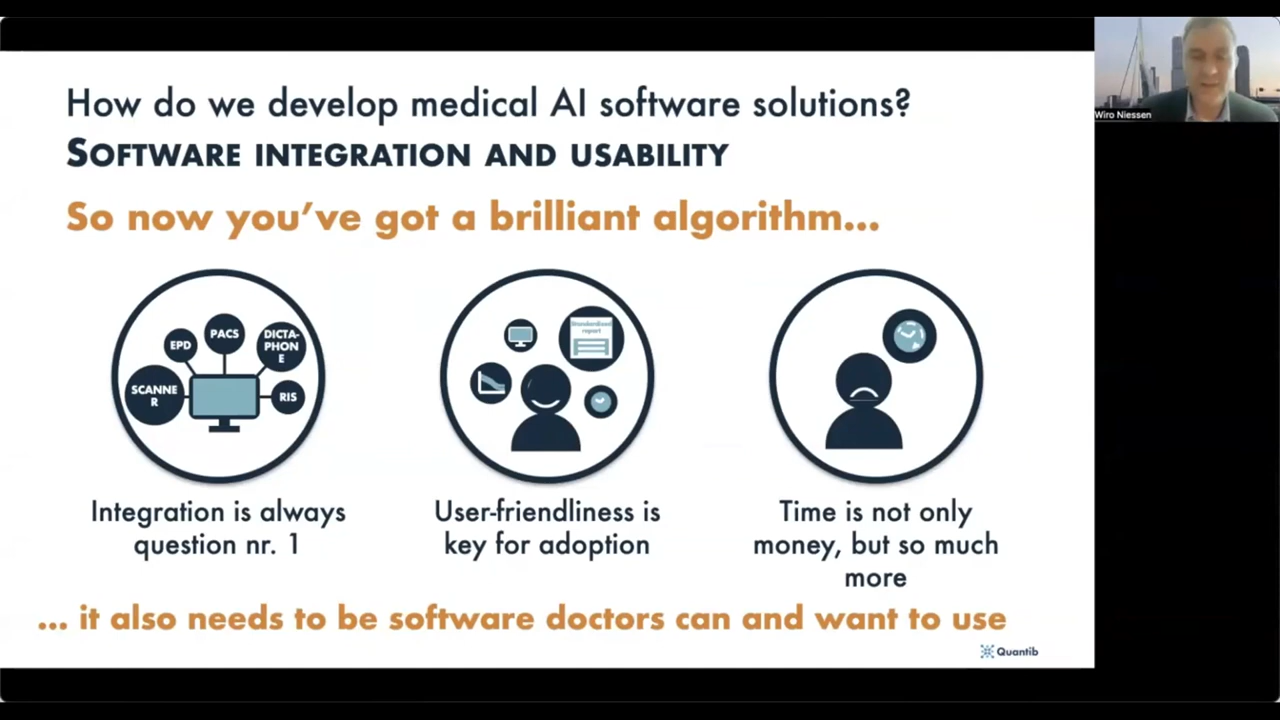 How do we develop medical AI software solutions?
SOFTWARE INTEGRATION AND USABILITY
So now you've got a brilliant algorithm...
SCANNE
R
EPD
PACS
DICTA-
PHON
E
RIS
Standardised
report
Integration is always
question nr. 1
User-friendliness is
key for adoption
Time is not only
money, but so much
more
... it also needs to be software doctors can and want to use
Quantib
Wiro Niessen